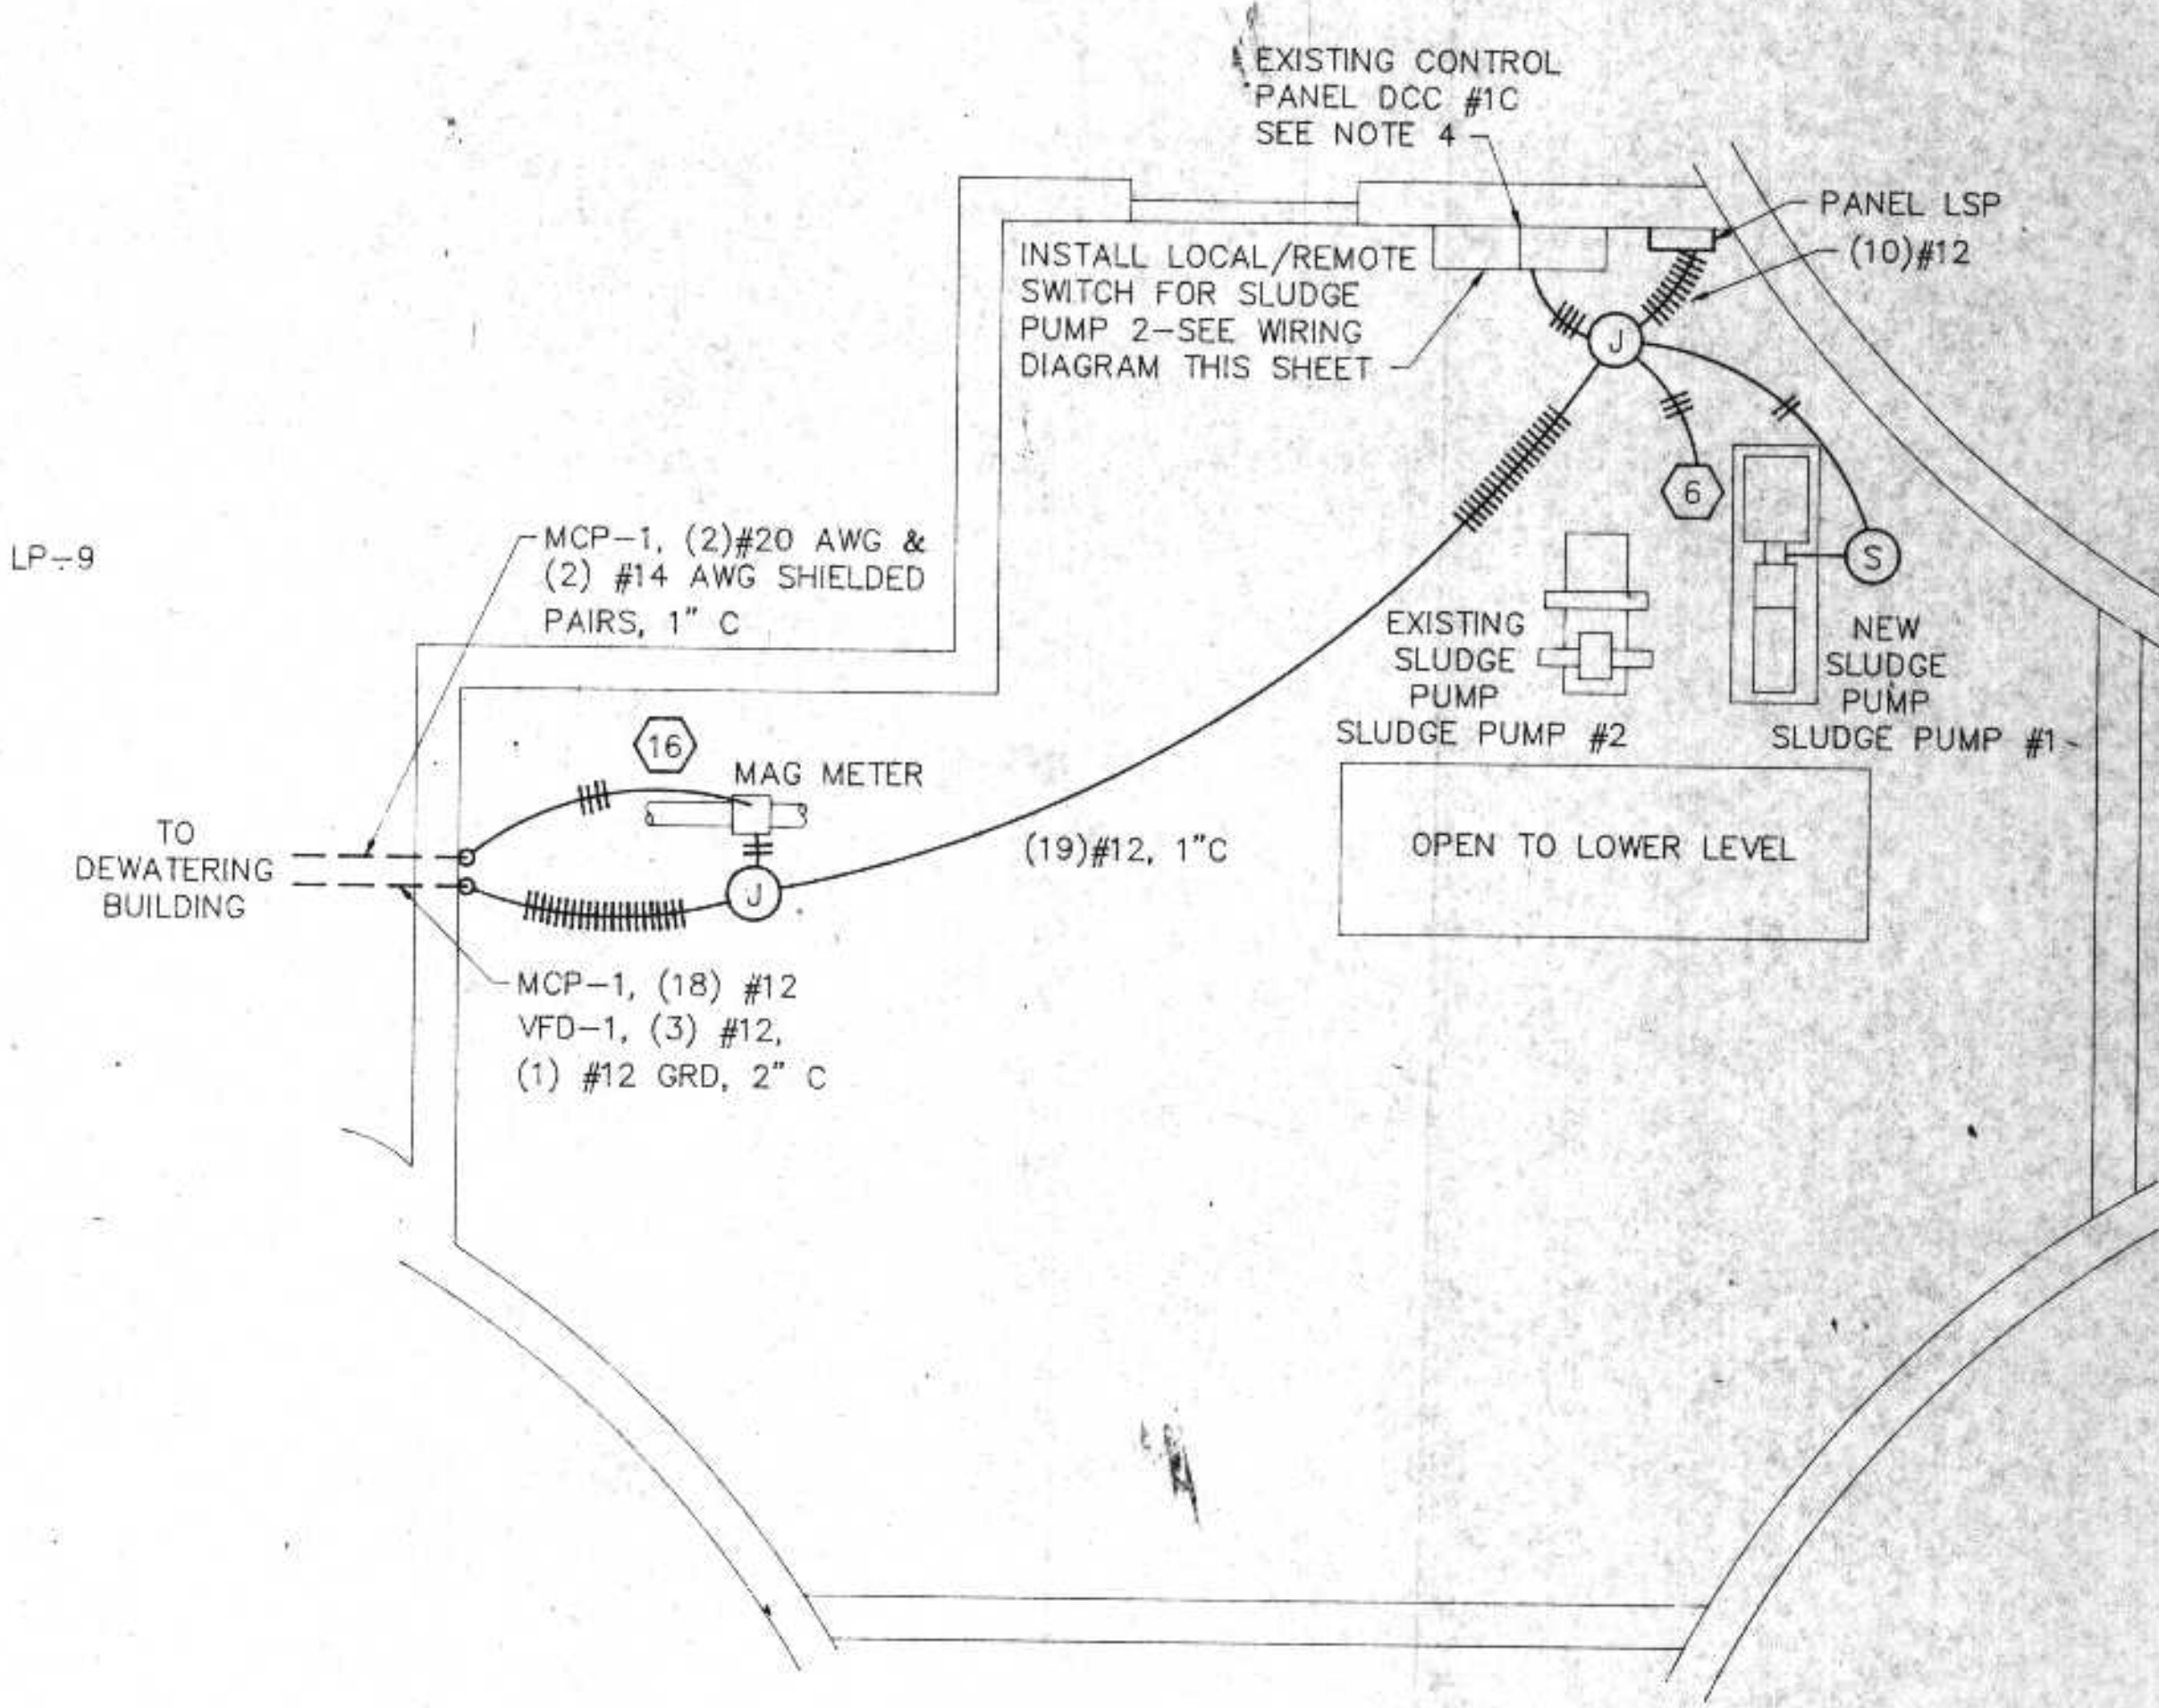 EXISTING CONTROL
PANEL DCC #1C
SEE NOTE 4
PANEL LSP
(10)#12
INSTALL LOCAL/REMOTE
SWITCH FOR SLUDGE
PUMP 2-SEE WIRING
DIAGRAM THIS SHEET
J
6
S
LP-9
MCP-1, (2)#20 AWG &
(2) #14 AWG SHIELDED
PAIRS, 1" C
EXISTING
SLUDGE
PUMP
SLUDGE PUMP #2
NEW
SLUDGE
PUMP
SLUDGE PUMP #1
16
MAG METER
TO
DEWATERING
BUILDING
J
(19)#12, 1"C
OPEN TO LOWER LEVEL
MCP-1, (18) #12
VFD-1, (3) #12,
(1) #12 GRD, 2" C